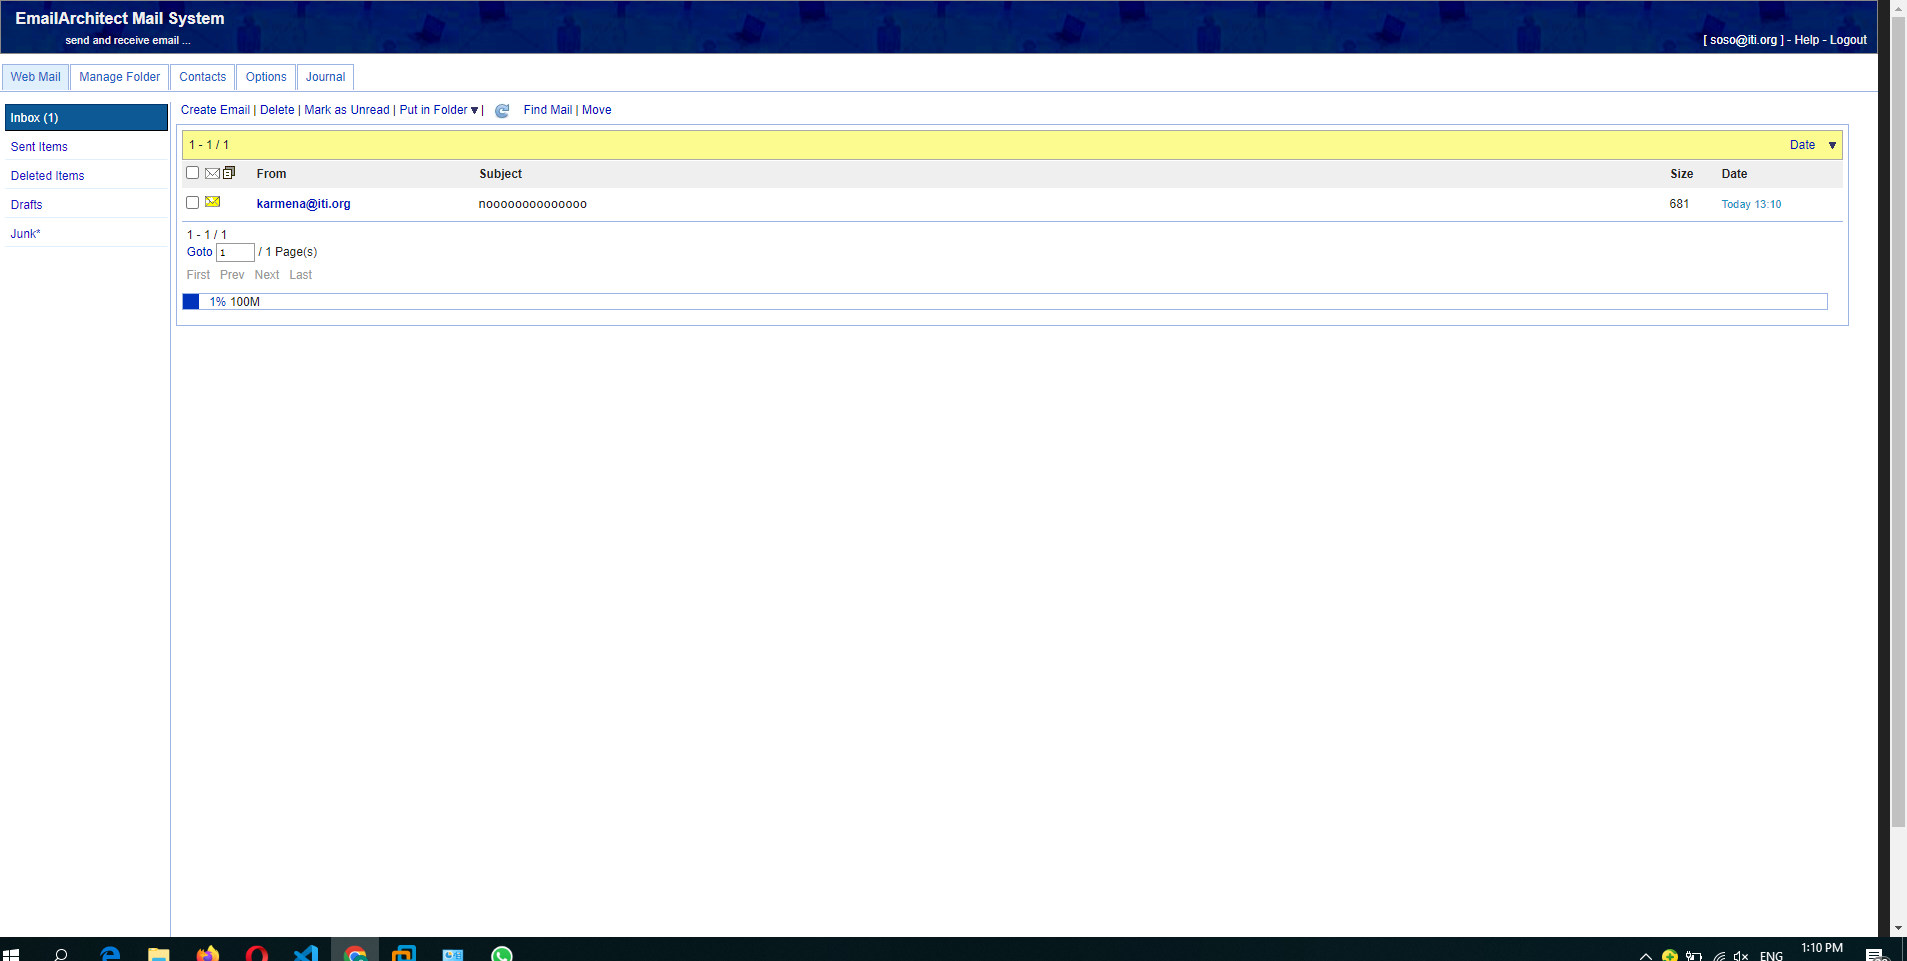 EmailArchitect Mail System
send and receive email ...
[ soso@iti.org ] - Help - Logout
Web Mail Manage Folder Contacts Options Journal
Inbox (1)
Sent Items
Deleted Items
Drafts
Junk*
Create Email | Delete | Mark as Unread | Put in Folder ▼ | Find Mail | Move
1 - 1 / 1 Date ▼
From Subject Size Date
karmena@iti.org noooooooooooooo 681 Today 13:10
1 - 1 / 1
Goto 1 / 1 Page(s)
First Prev Next Last
1% 100M
ENG 1:10 PM